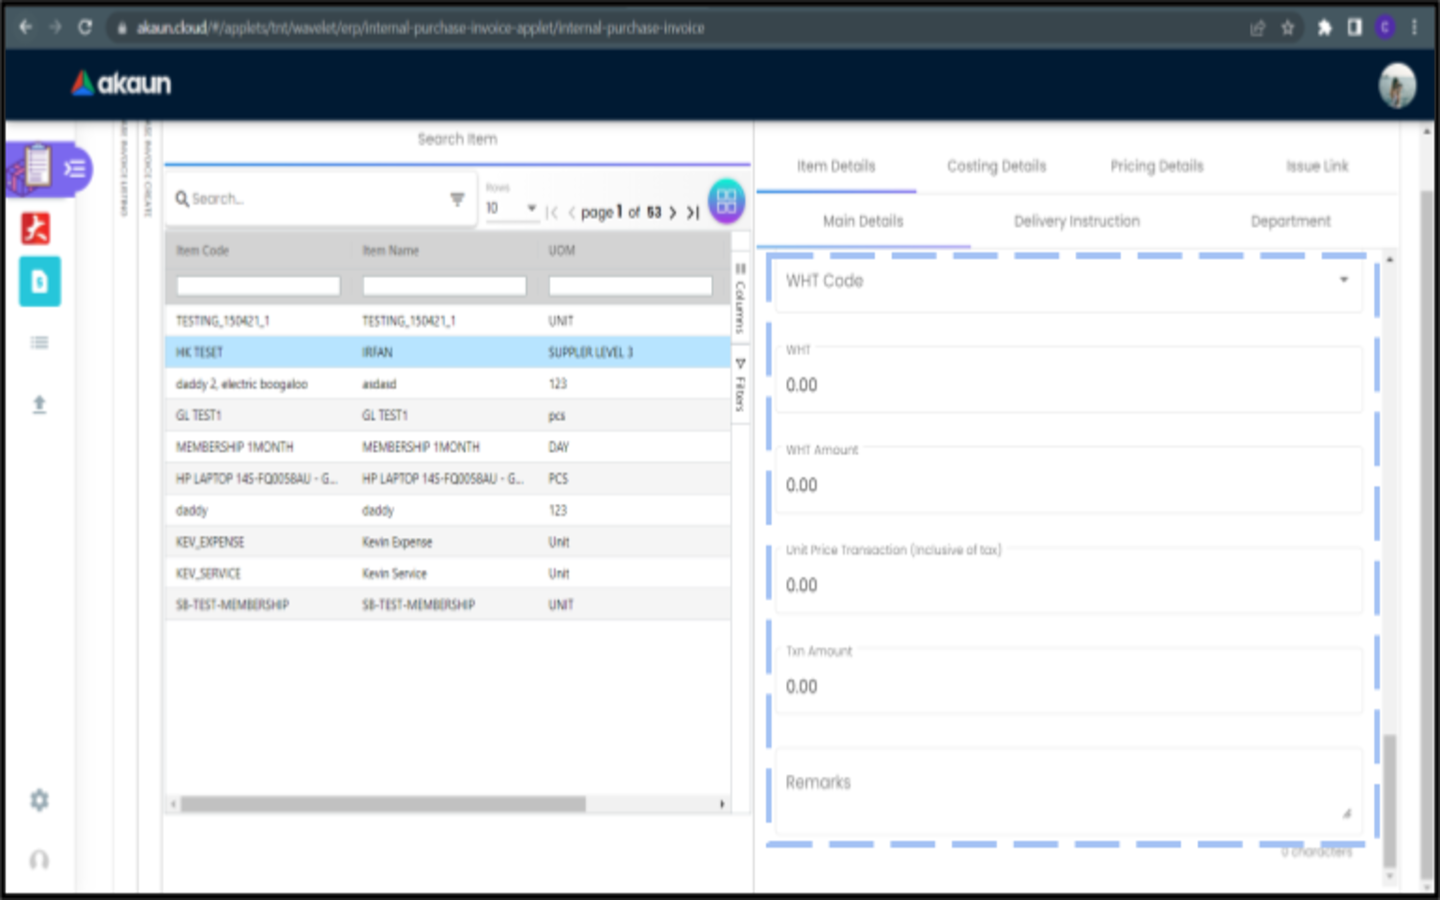 akaun.cloud/#/applets/tnt/wavelet/erp/internal-purchase-invoice-applet/internal-purchase-invoice
C
akaun
INVOICE LISTING
INVOICE CREATE
Search Item
Search...
Rows
10
page 1 of 53
Item Code Item Name UOM
TESTING_150421_1 TESTING_150421_1 UNIT
HK TESET IRFAN SUPPLER LEVEL 3
daddy 2, electric boogaloo asdasd 123
GL TEST1 GL TEST1 pcs
MEMBERSHIP 1MONTH MEMBERSHIP 1MONTH DAY
HP LAPTOP 14S-FQ0058AU - G... HP LAPTOP 14S-FQ0058AU - G... PCS
daddy daddy 123
KEV_EXPENSE Kevin Expense Unit
KEV_SERVICE Kevin Service Unit
SB-TEST-MEMBERSHIP SB-TEST-MEMBERSHIP UNIT
Columns
Filters
Item Details Costing Details Pricing Details Issue Link
Main Details Delivery Instruction Department
WHT Code
WHT
0.00
WHT Amount
0.00
Unit Price Transaction (Inclusive of tax)
0.00
Txn Amount
0.00
Remarks
0 characters